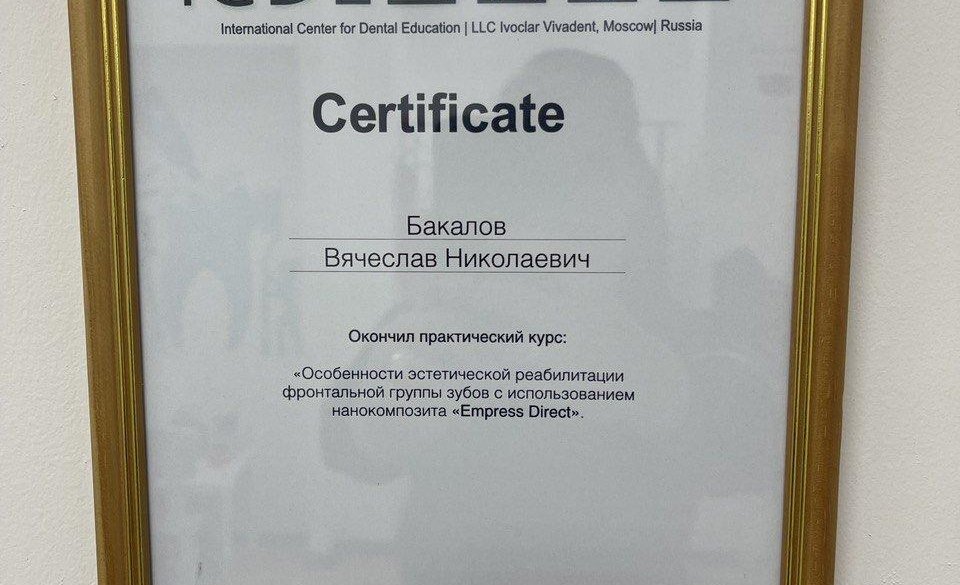 International Center for Dental Education | LLC Ivoclar Vivadent, Moscow| Russia
Certificate
Бакалов
Вячеслав Николаевич
Окончил практический курс:
«Особенности эстетической реабилитации
фронтальной группы зубов с использованием
нанокомпозита «Empress Direct».